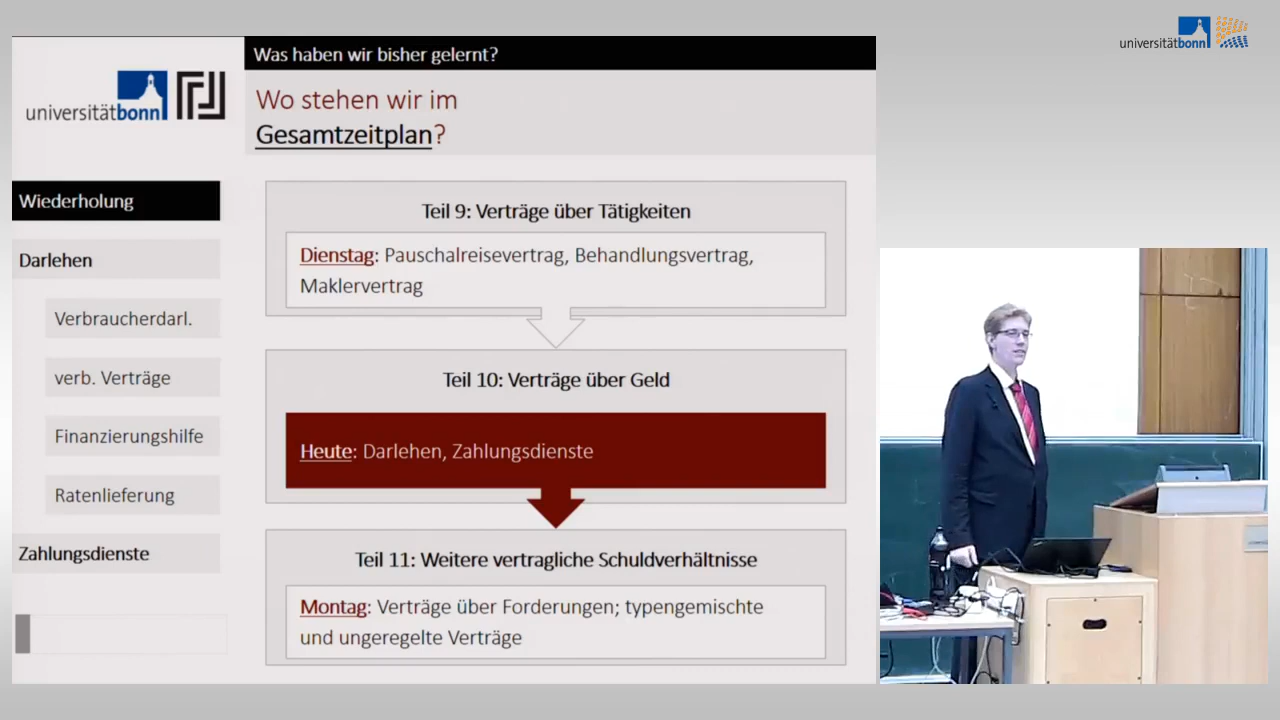 universitätbonn
Was haben wir bisher gelernt?
universitätbonn
Wo stehen wir im
Gesamtzeitplan?
Wiederholung
Darlehen
Verbraucherdarl.
verb. Verträge
Finanzierungshilfe
Ratenlieferung
Zahlungsdienste
Teil 9: Verträge über Tätigkeiten
Dienstag: Pauschalreisevertrag, Behandlungsvertrag,
Maklervertrag
Teil 10: Verträge über Geld
Heute: Darlehen, Zahlungsdienste
Teil 11: Weitere vertragliche Schuldverhältnisse
Montag: Verträge über Forderungen; typengemischte
und ungeregelte Verträge